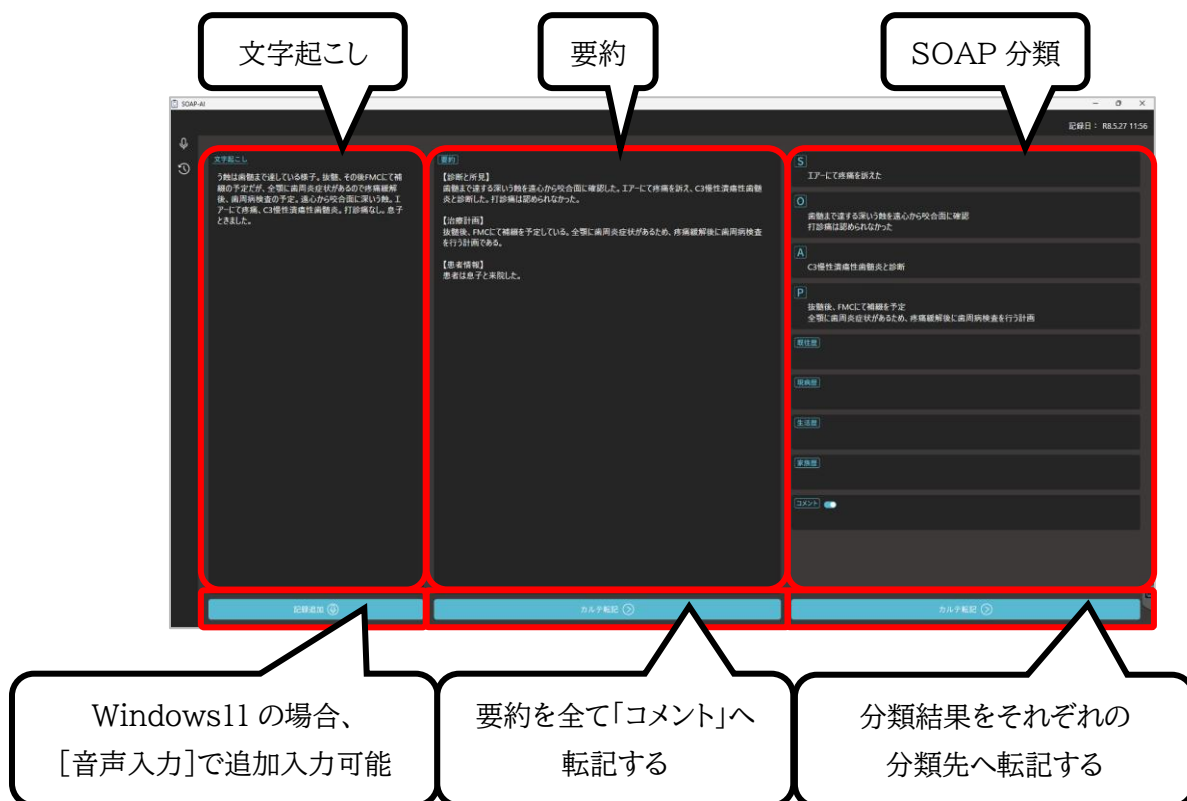 文字起こし
要約
SOAP 分類
SOAP-AI
記録日： R8.5.27 11:56
文字起こし
う蝕は歯髄まで達している様子。抜髄、その後FMCにて補
綴の予定だが、全顎に歯周炎症状があるので疼痛緩解
後、歯周病検査の予定。遠心から咬合面に深いう蝕。エ
アーにて疼痛、C3慢性潰瘍性歯髄炎。打診痛なし。息子
ときました。
要約
【診断と所見】
歯髄まで達する深いう蝕を遠心から咬合面に確認した。エアーにて疼痛を訴え、C3慢性潰瘍性歯髄
炎と診断した。打診痛は認められなかった。
【治療計画】
抜髄後、FMCにて補綴を予定している。全顎に歯周炎症状があるため、疼痛緩解後に歯周病検査
を行う計画である。
【患者情報】
患者は息子と来院した。
S
エアーにて疼痛を訴えた
O
歯髄まで達する深いう蝕を遠心から咬合面に確認
打診痛は認められなかった
A
C3慢性潰瘍性歯髄炎と診断
P
抜髄後、FMCにて補綴を予定
全顎に歯周炎症状があるため、疼痛緩解後に歯周病検査を行う計画
既往歴
現病歴
生活歴
家族歴
コメント
記録追加
カルテ転記
カルテ転記
Windows11 の場合、
[音声入力]で追加入力可能
要約を全て「コメント」へ
転記する
分類結果をそれぞれの
分類先へ転記する